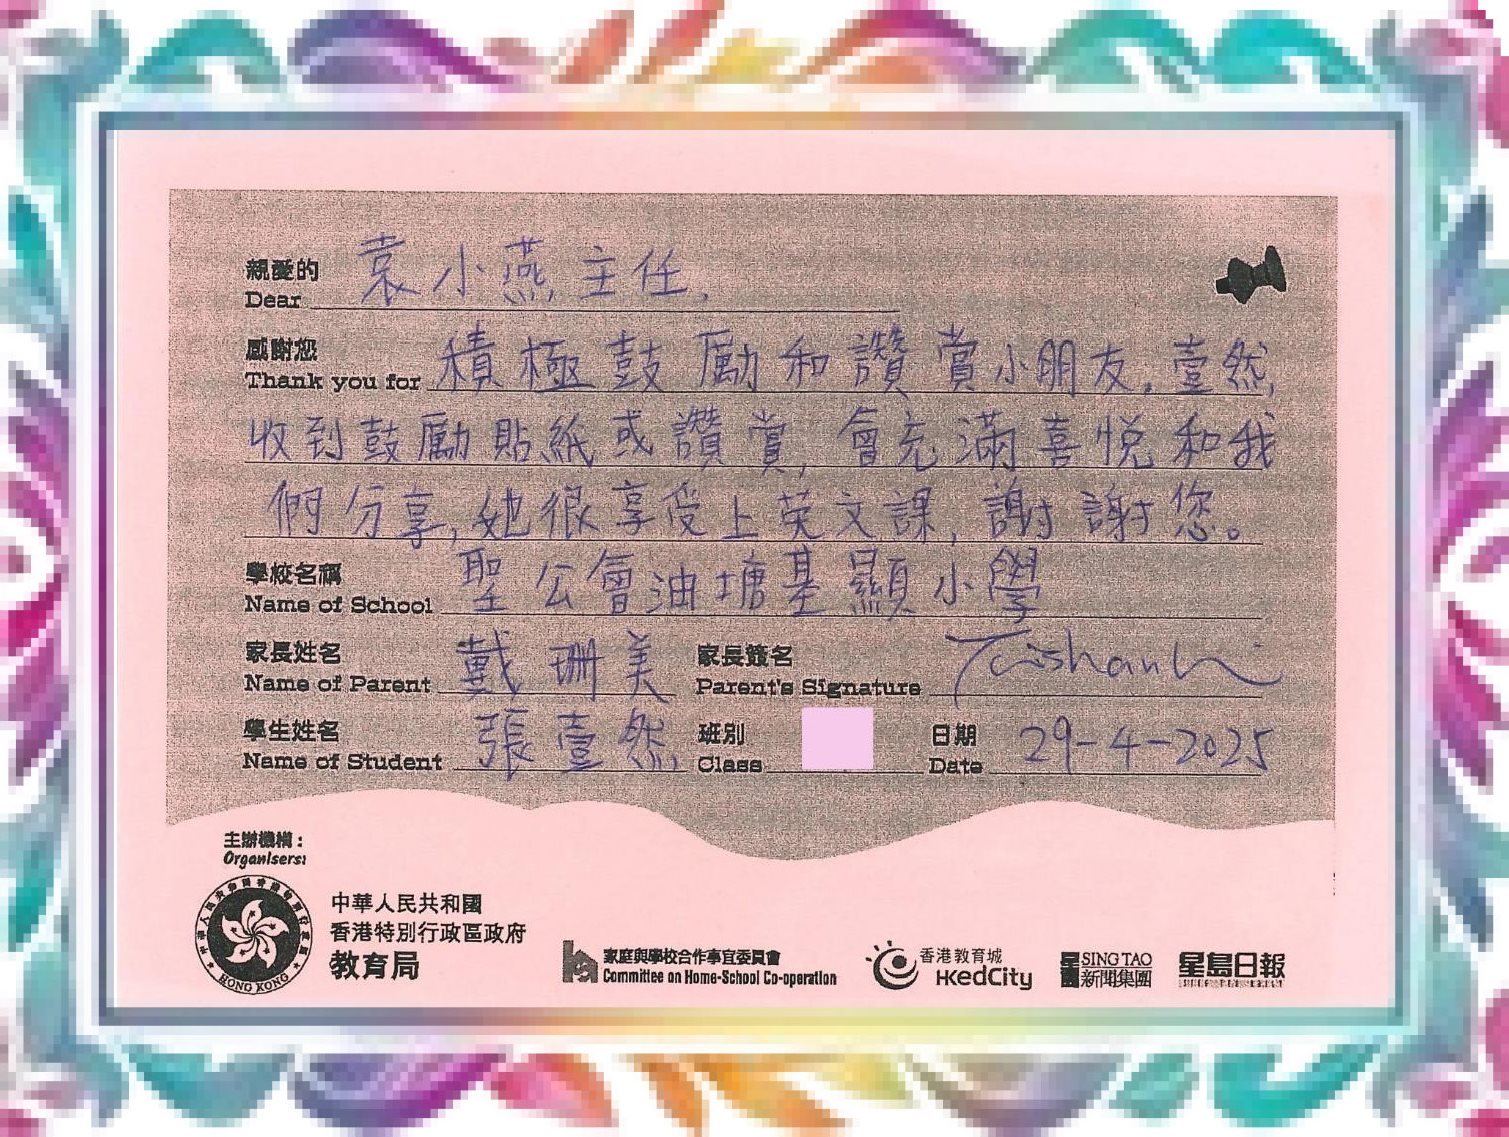 親愛的 袁小燕主任,
Dear
感謝您 積極鼓勵和讚賞小朋友. 壹然,
Thank you for
收到鼓勵貼紙或讚賞, 會充滿喜悅和我
們分享, 她很享受上英文課, 謝謝您。
學校名稱 聖公會油塘基顯小學
Name of School
家長姓名 戴珊美 家長簽名
Name of Parent Parent's Signature
學生姓名 張壹然 班別 日期 29-4-2025
Name of Student Class Date
主辦機構:
Organisers:
HONG KONG
中華人民共和國
香港特別行政區政府
教育局
家庭與學校合作事宜委員會
Committee on Home-School Co-operation
香港教育城
HKedCity
星島 SING TAO
新聞集團
星島日報